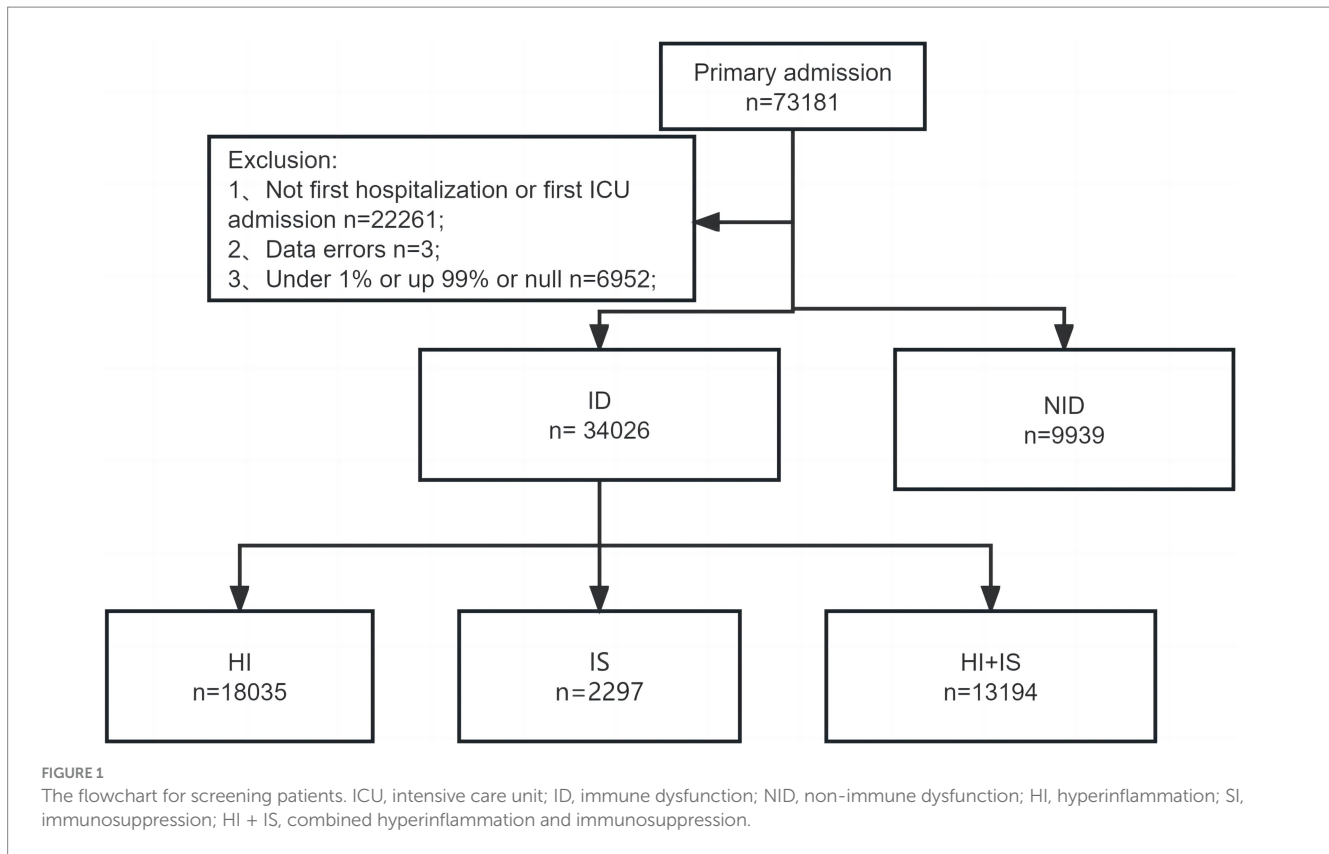 Primary admission
n=73181
Exclusion:
1、Not first hospitalization or first ICU
admission n=22261;
2、Data errors n=3;
3、Under 1% or up 99% or null n=6952;
ID
n= 34026
NID
n=9939
HI
n=18035
IS
n=2297
HI+IS
n=13194
FIGURE 1
The flowchart for screening patients. ICU, intensive care unit; ID, immune dysfunction; NID, non-immune dysfunction; HI, hyperinflammation; SI,
immunosuppression; HI + IS, combined hyperinflammation and immunosuppression.